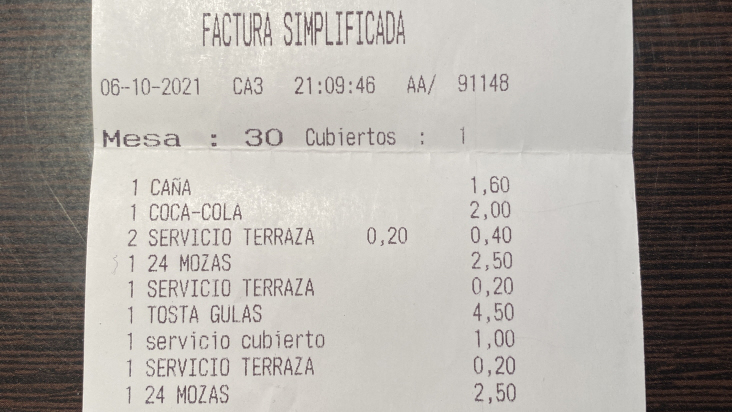 FACTURA SIMPLIFICADA
06-10-2021 CA3 21:09:46 AA/ 91148
Mesa : 30 Cubiertos : 1
1 CAÑA 1,60
1 COCA-COLA 2,00
2 SERVICIO TERRAZA 0,20 0,40
1 24 MOZAS 2,50
1 SERVICIO TERRAZA 0,20
1 TOSTA GULAS 4,50
1 servicio cubierto 1,00
1 SERVICIO TERRAZA 0,20
1 24 MOZAS 2,50